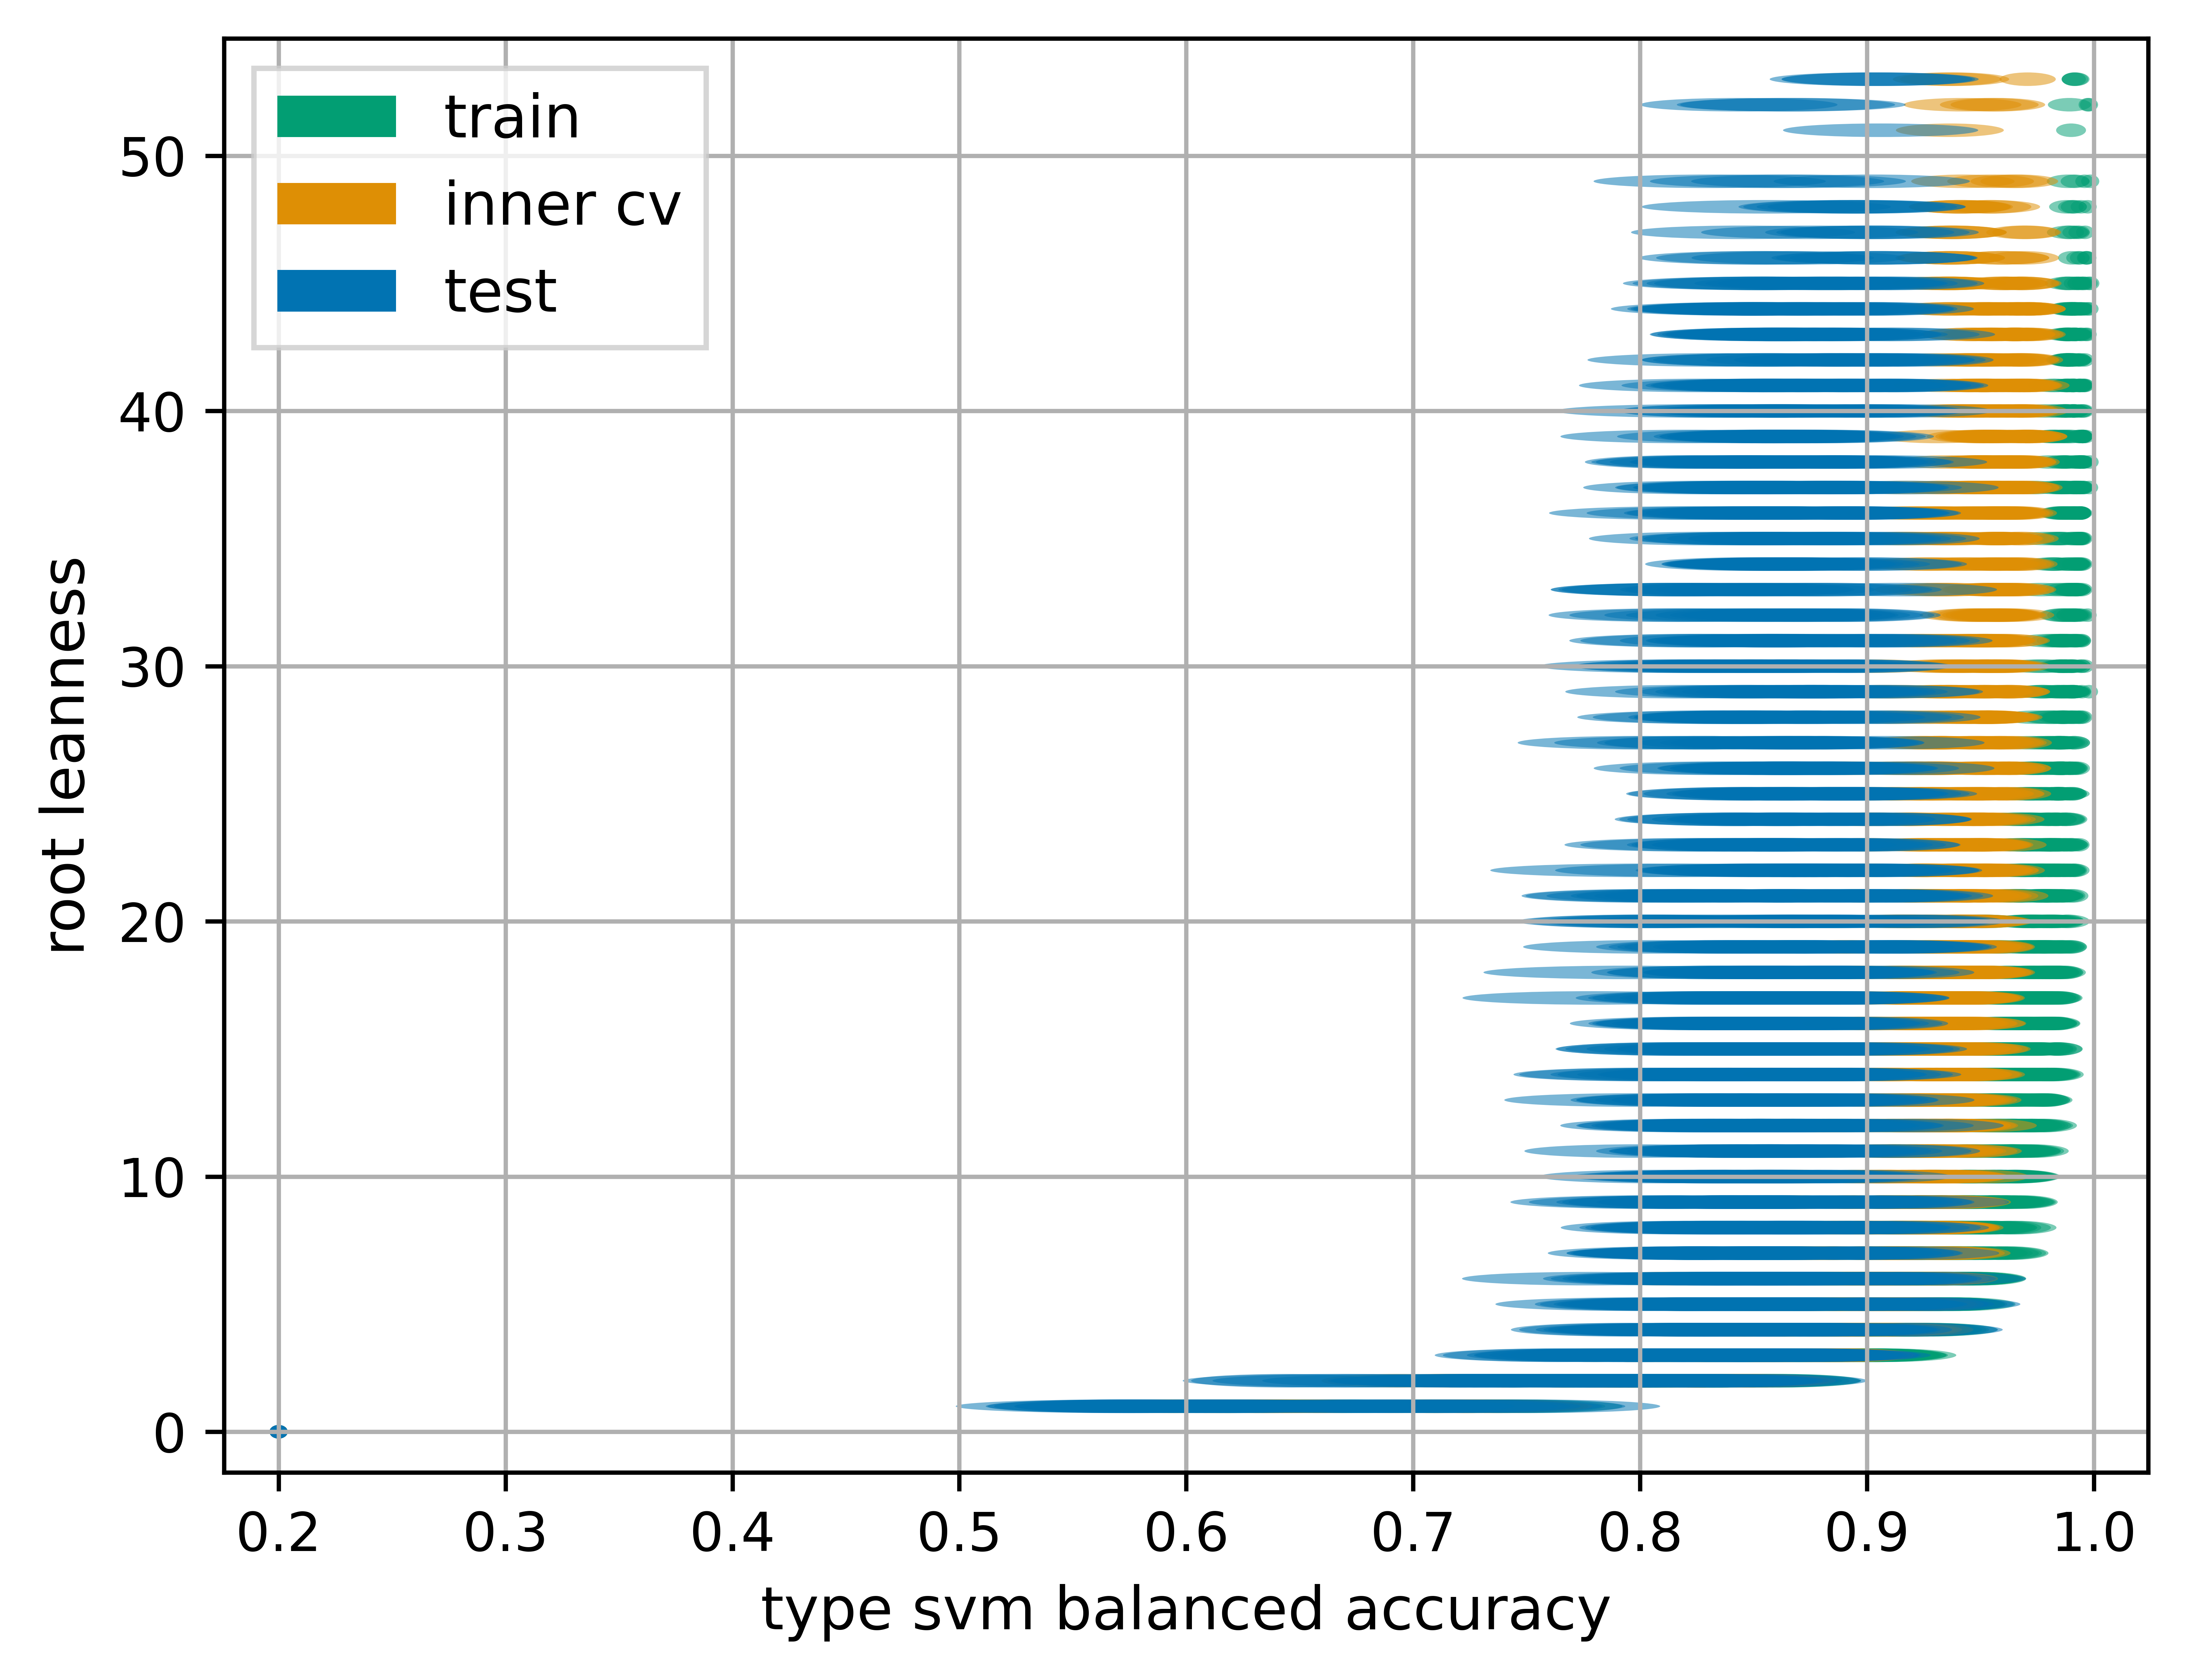 train
inner cv
test
50
40
30
20
10
0
root leanness
0.2 0.3 0.4 0.5 0.6 0.7 0.8 0.9 1.0
type svm balanced accuracy